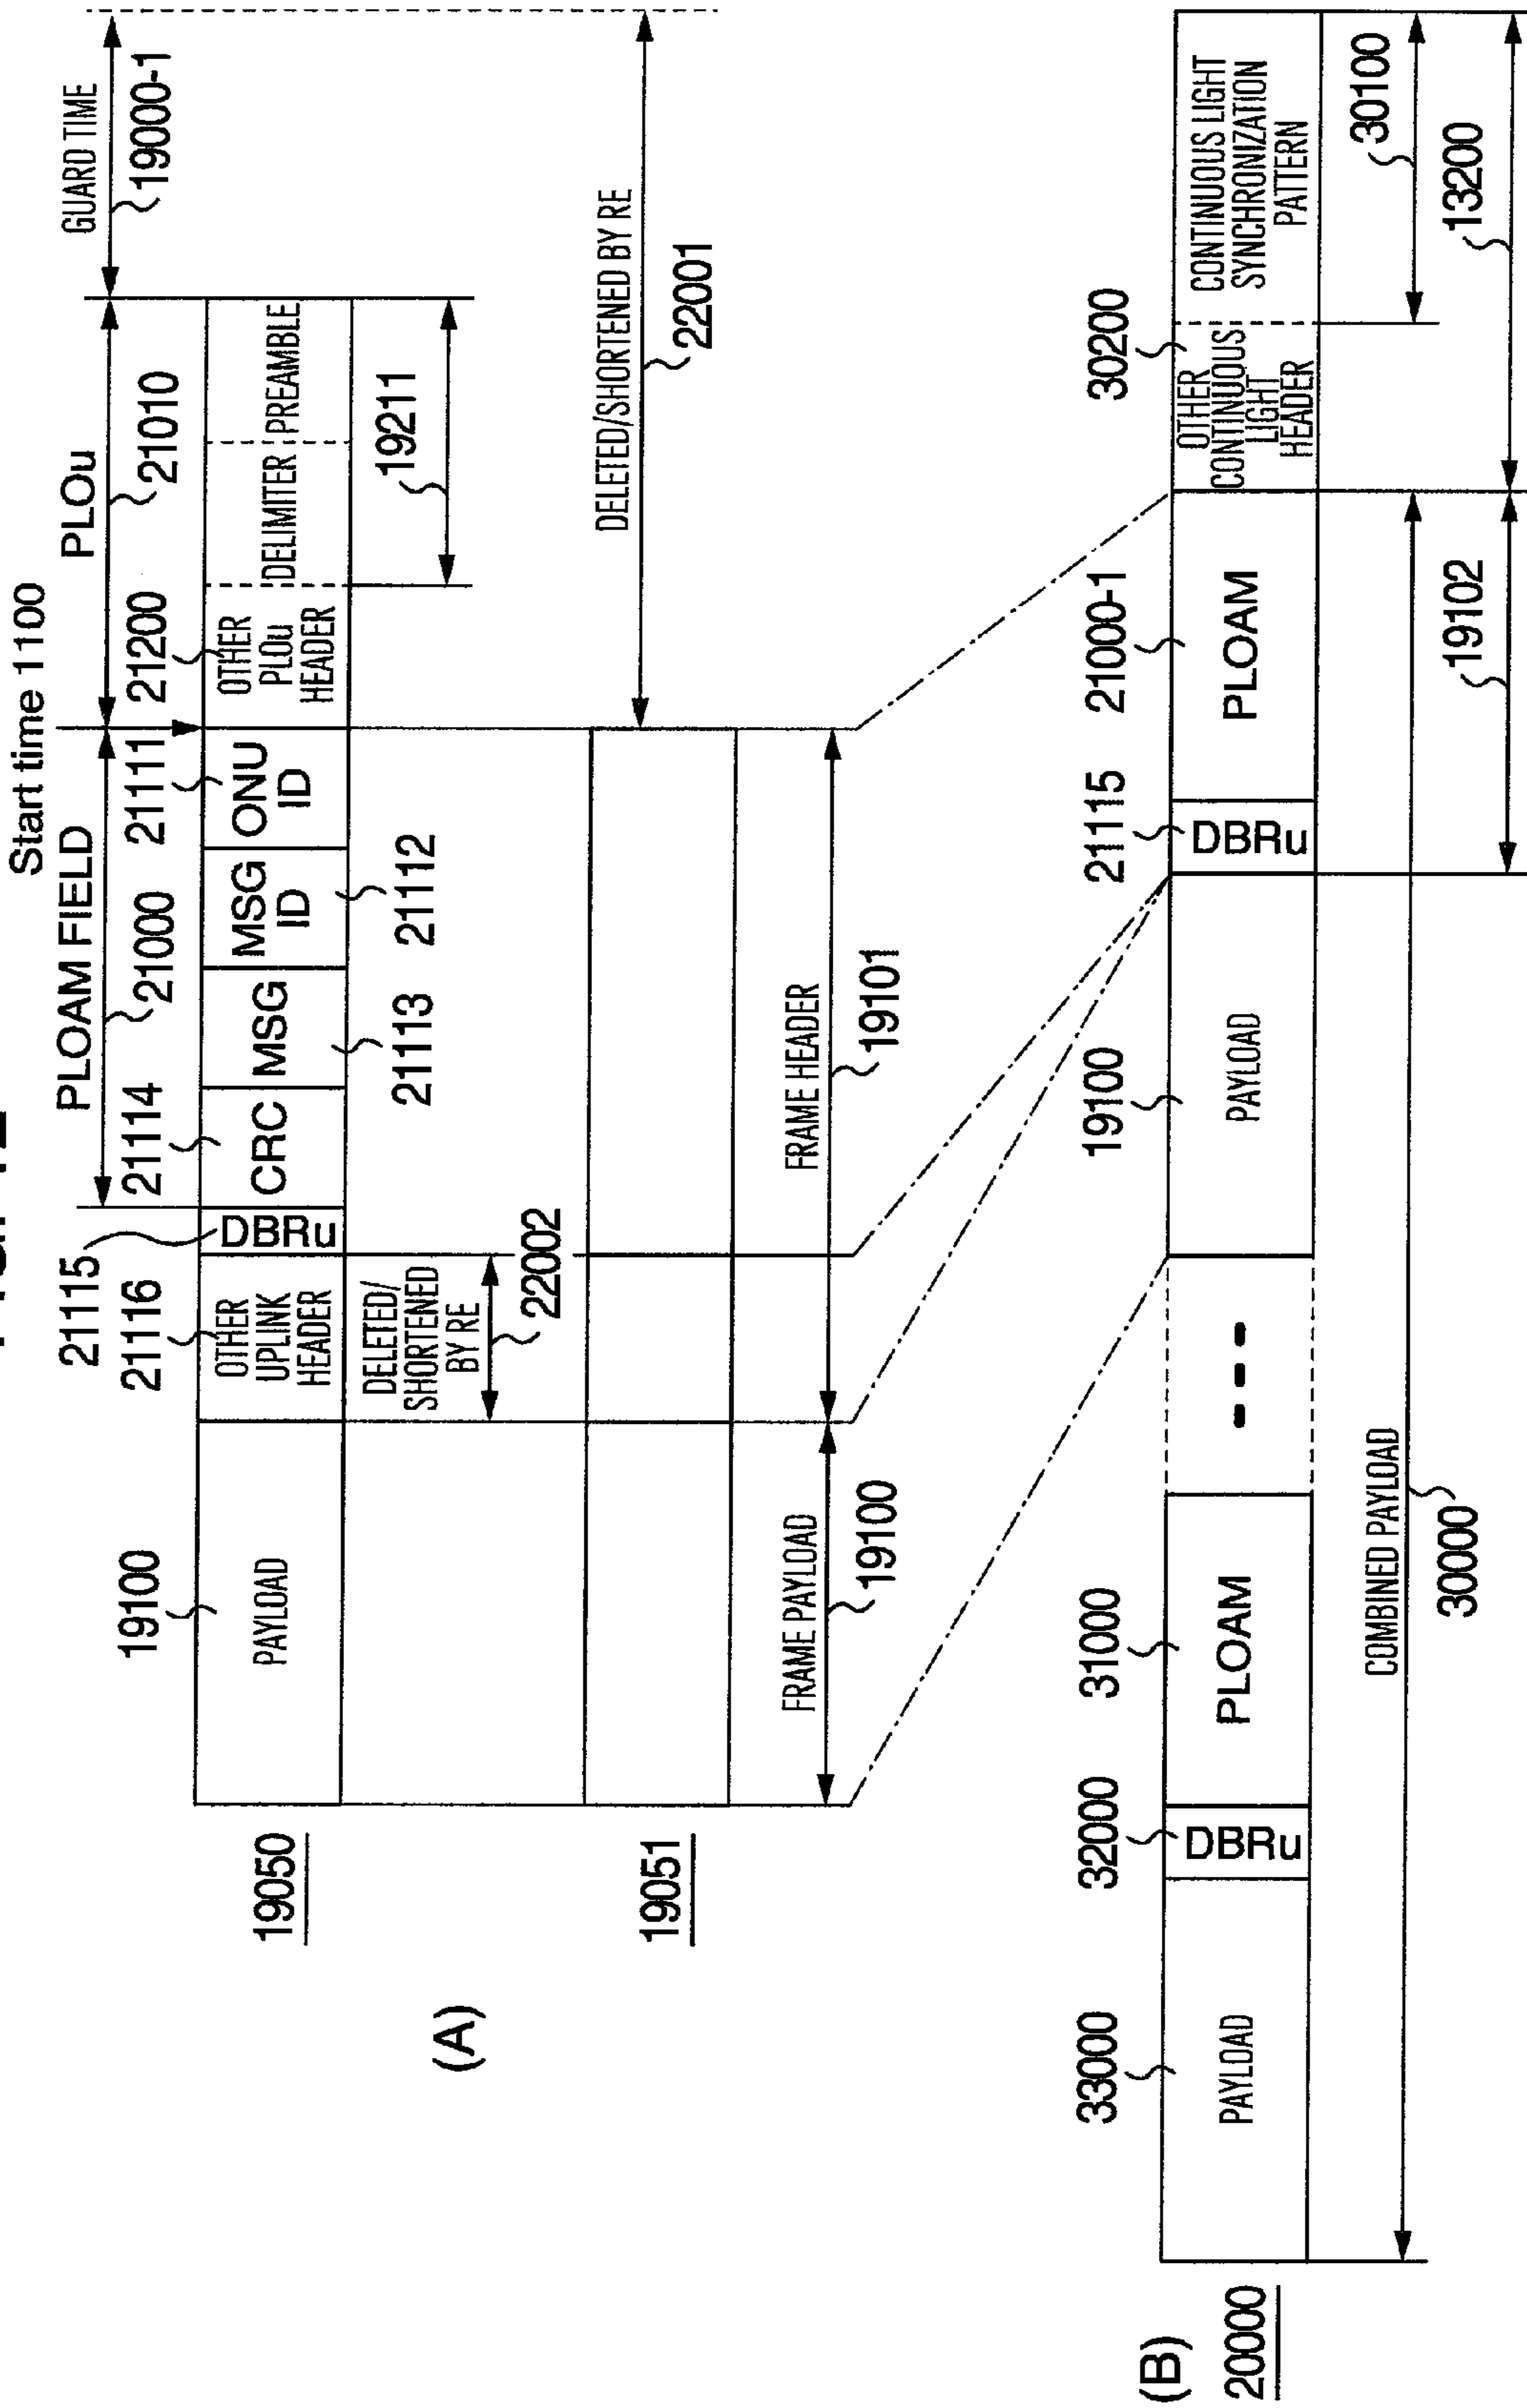 Start time 1100
GUARD TIME
19000-1
PLOu
21010
PLOAM FIELD
21000
21115
21116
21114
21111
21200
19100
PAYLOAD
OTHER
UPLINK
HEADER
DBRu
CRC
MSG
MSG
ID
ONU
ID
OTHER
PLOu
HEADER
DELIMITER
PREAMBLE
19050
DELETED/
SHORTENED
BY RE
22002
21113
21112
19211
(A)
DELETED/SHORTENED BY RE
22001
19051
FRAME PAYLOAD
19100
FRAME HEADER
19101
33000
32000
31000
19100
21115
21000-1
30200
(B)
20000
PAYLOAD
DBRu
PLOAM
PAYLOAD
DBRu
PLOAM
OTHER
CONTINUOUS
LIGHT
HEADER
CONTINUOUS LIGHT
SYNCHRONIZATION
PATTERN
30100
COMBINED PAYLOAD
30000
19102
13200